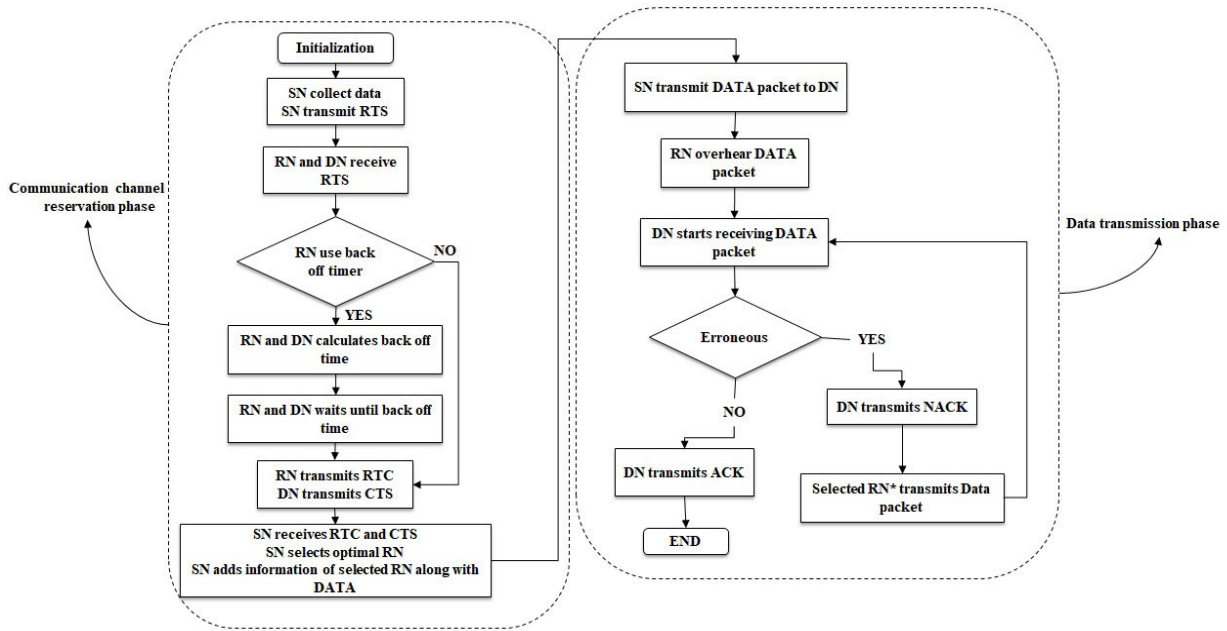 Communication channel
reservation phase
Initialization
SN collect data
SN transmit RTS
RN and DN receive
RTS
RN use back
off timer
NO
YES
RN and DN calculates back off
time
RN and DN waits until back off
time
RN transmits RTC
DN transmits CTS
SN receives RTC and CTS
SN selects optimal RN
SN adds information of selected RN along with
DATA
SN transmit DATA packet to DN
RN overhear DATA
packet
DN starts receiving DATA
packet
Erroneous
YES
NO
DN transmits NACK
DN transmits ACK
Selected RN* transmits Data
packet
END
Data transmission phase